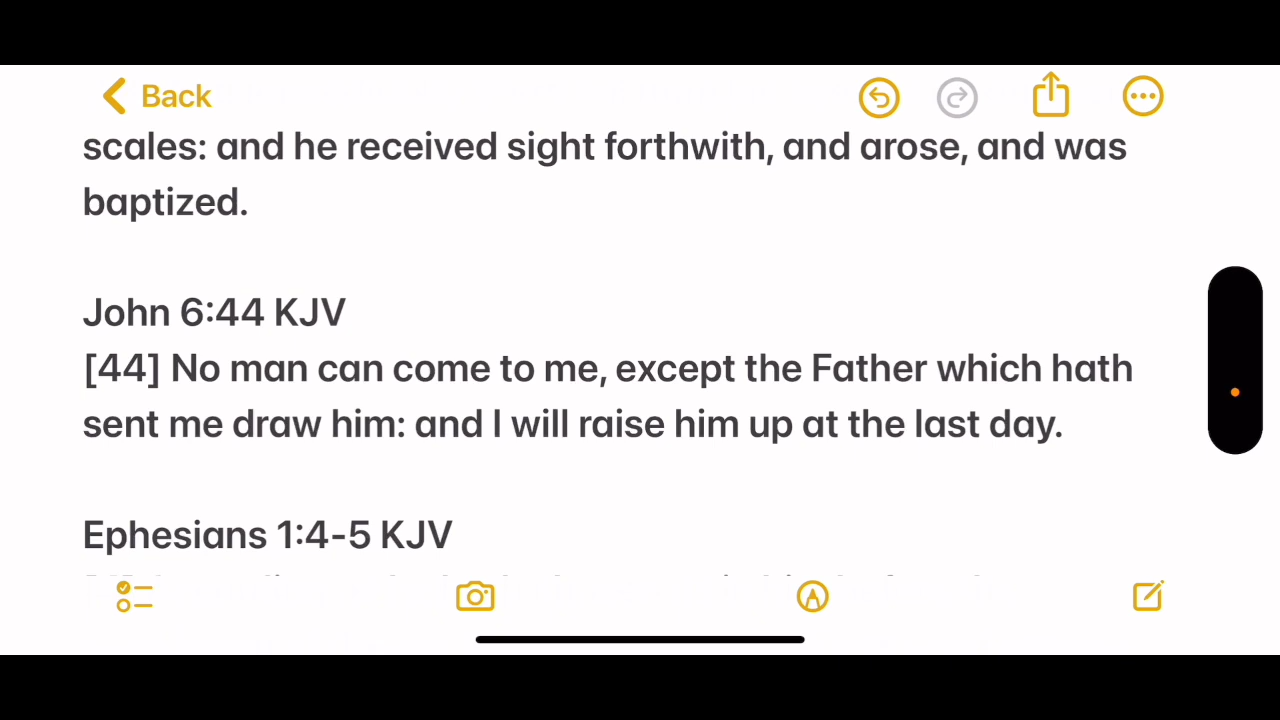 Back
scales: and he received sight forthwith, and arose, and was
baptized.
John 6:44 KJV
[44] No man can come to me, except the Father which hath
sent me draw him: and I will raise him up at the last day.
Ephesians 1:4-5 KJV